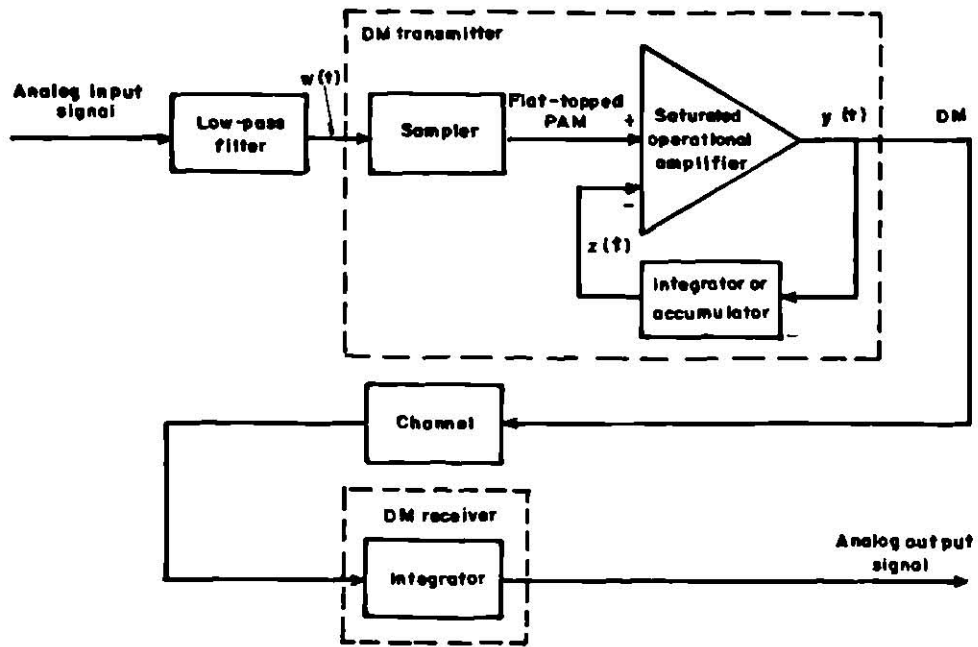 DM transmitter
Analog input
signal
Low-pass
filter
w(t)
Sampler
Flat-topped
PAM
+
-
Saturated
operational
amplifier
y (t)
DM
z(t)
Integrator or
accumulator
-
Channel
DM receiver
Integrator
Analog output
signal